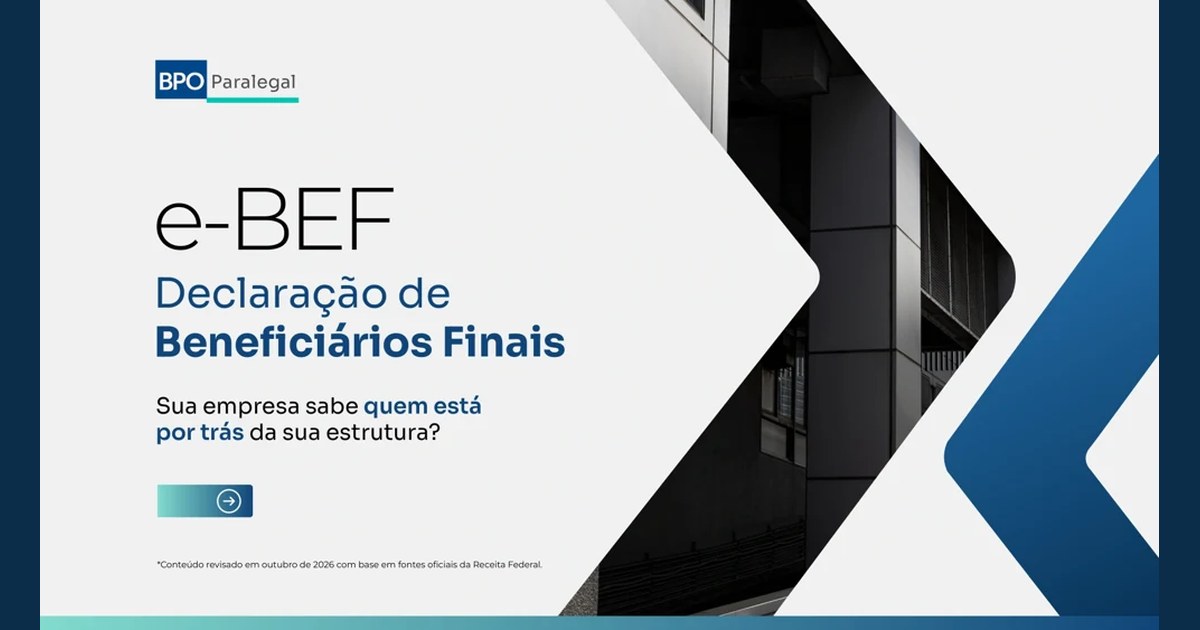 BPO Paralegal
e-BEF
Declaração de
Beneficiários Finais
Sua empresa sabe quem está
por trás da sua estrutura?
*Conteúdo revisado em outubro de 2026 com base em fontes oficiais da Receita Federal.